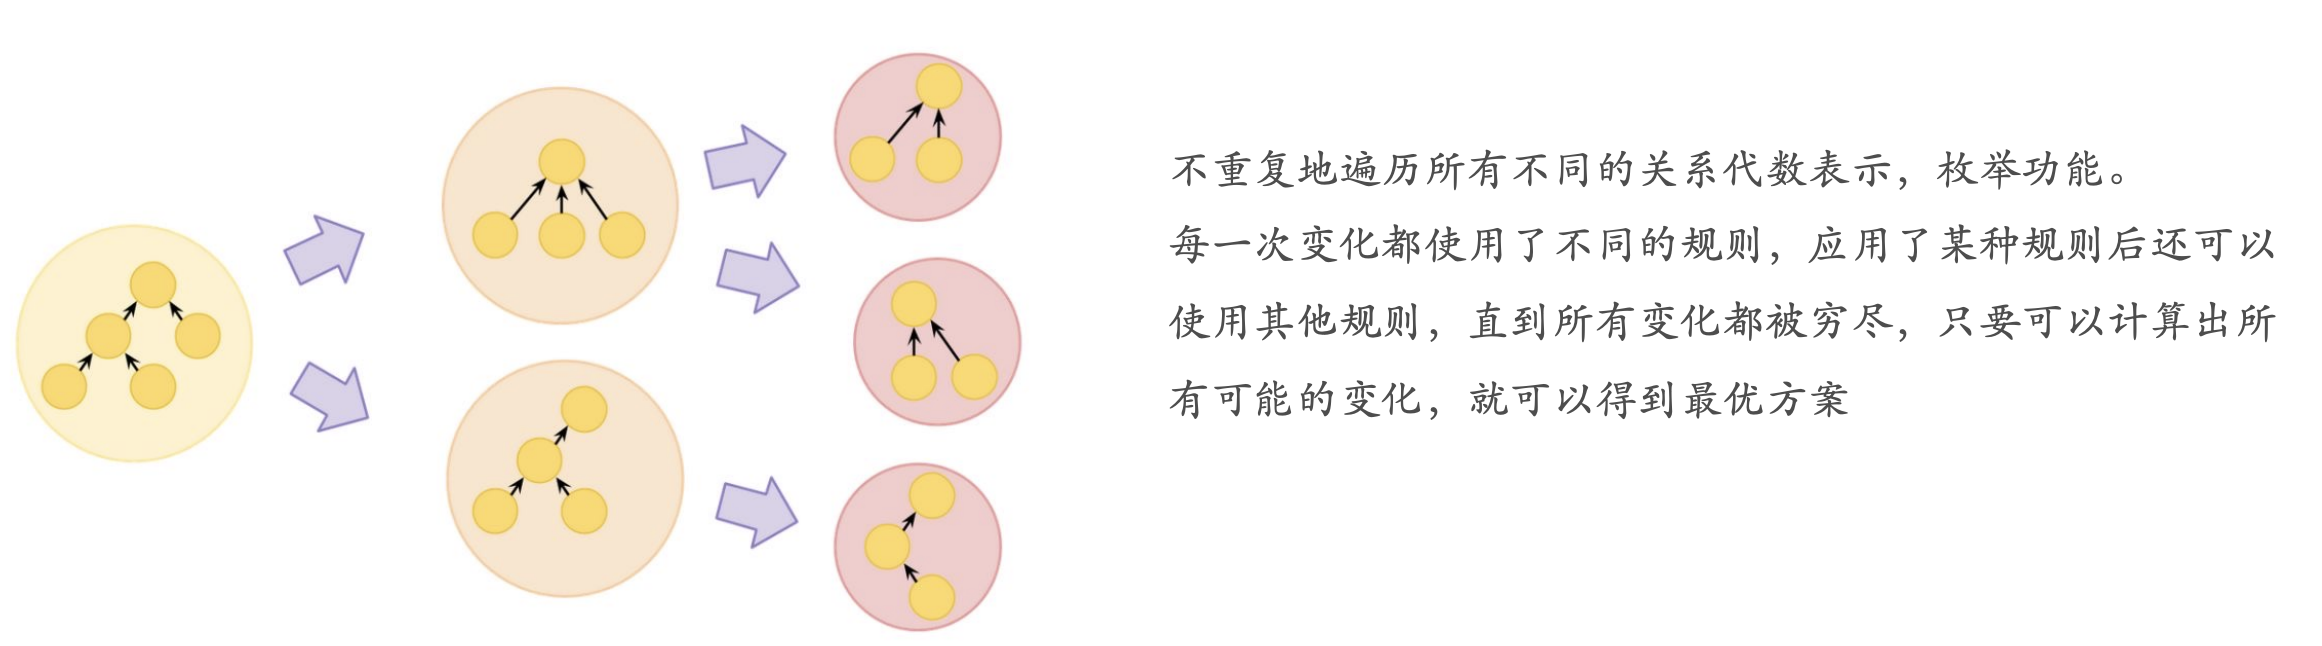 不重复地遍历所有不同的关系代数表示，枚举功能。
每一次变化都使用了不同的规则，应用了某种规则后还可以
使用其他规则，直到所有变化都被穷尽，只要可以计算出所
有可能的变化，就可以得到最优方案